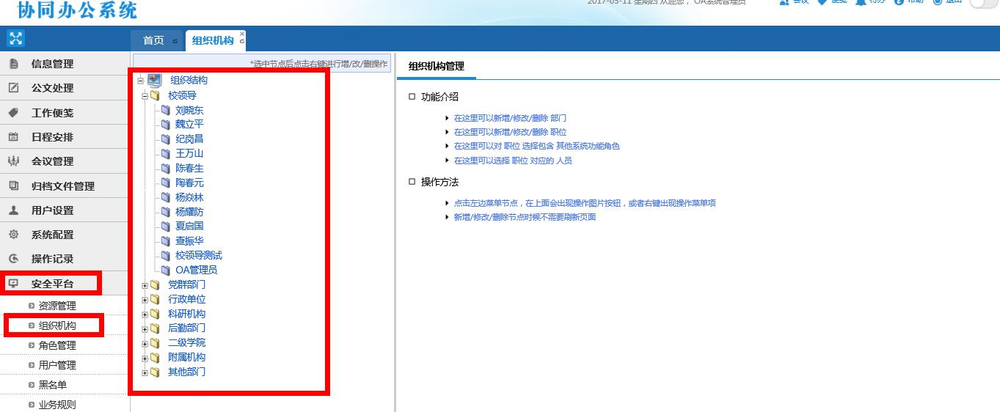 协同办公系统
2017-05-11 星期四 欢迎您， OA系统管理员
会议 便笺 待办 帮助 退出
首页 组织机构
*选中节点后点击右键进行增/改/删操作
信息管理
公文处理
工作便笺
日程安排
会议管理
归档文件管理
用户设置
系统配置
操作记录
安全平台
资源管理
组织机构
角色管理
用户管理
黑名单
业务规则
组织结构
校领导
刘晓东
魏立平
纪岗昌
王万山
陈春生
陶春元
杨焱林
杨耀防
夏启国
查振华
校领导测试
OA管理员
党群部门
行政单位
科研机构
后勤部门
二级学院
附属机构
其他部门
组织机构管理
功能介绍
在这里可以新增/修改/删除 部门
在这里可以新增/修改/删除 职位
在这里可以对 职位 选择包含 其他系统功能角色
在这里可以选择 职位 对应的 人员
操作方法
点击左边菜单节点，在上面会出现操作图片按钮，或者右键出现操作菜单项
新增/修改/删除节点时候不需要刷新页面